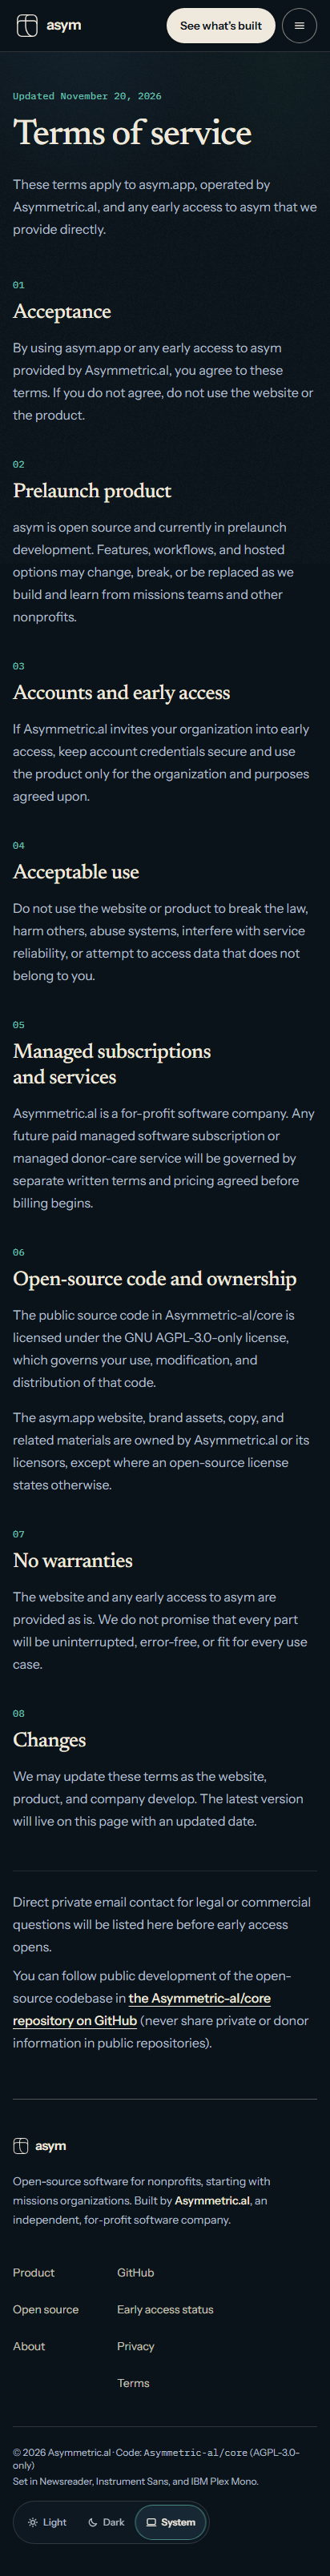 asym
See what's built
Updated November 20, 2026
Terms of service
These terms apply to asym.app, operated by
Asymmetric.al, and any early access to asym that we
provide directly.
01
Acceptance
By using asym.app or any early access to asym
provided by Asymmetric.al, you agree to these
terms. If you do not agree, do not use the website or
the product.
02
Prelaunch product
asym is open source and currently in prelaunch
development. Features, workflows, and hosted
options may change, break, or be replaced as we
build and learn from missions teams and other
nonprofits.
03
Accounts and early access
If Asymmetric.al invites your organization into early
access, keep account credentials secure and use
the product only for the organization and purposes
agreed upon.
04
Acceptable use
Do not use the website or product to break the law,
harm others, abuse systems, interfere with service
reliability, or attempt to access data that does not
belong to you.
05
Managed subscriptions
and services
Asymmetric.al is a for-profit software company. Any
future paid managed software subscription or
managed donor-care service will be governed by
separate written terms and pricing agreed before
billing begins.
06
Open-source code and ownership
The public source code in Asymmetric-al/core is
licensed under the GNU AGPL-3.0-only license,
which governs your use, modification, and
distribution of that code.
The asym.app website, brand assets, copy, and
related materials are owned by Asymmetric.al or its
licensors, except where an open-source license
states otherwise.
07
No warranties
The website and any early access to asym are
provided as is. We do not promise that every part
will be uninterrupted, error-free, or fit for every use
case.
08
Changes
We may update these terms as the website,
product, and company develop. The latest version
will live on this page with an updated date.
Direct private email contact for legal or commercial
questions will be listed here before early access
opens.
You can follow public development of the open-
source codebase in the Asymmetric-al/core
repository on GitHub (never share private or donor
information in public repositories).
asym
Open-source software for nonprofits, starting with
missions organizations. Built by Asymmetric.al, an
independent, for-profit software company.
Product GitHub
Open source Early access status
About Privacy
Terms
© 2026 Asymmetric.al · Code: Asymmetric-al/core (AGPL-3.0-
only)
Set in Newsreader, Instrument Sans, and IBM Plex Mono.
Light Dark System